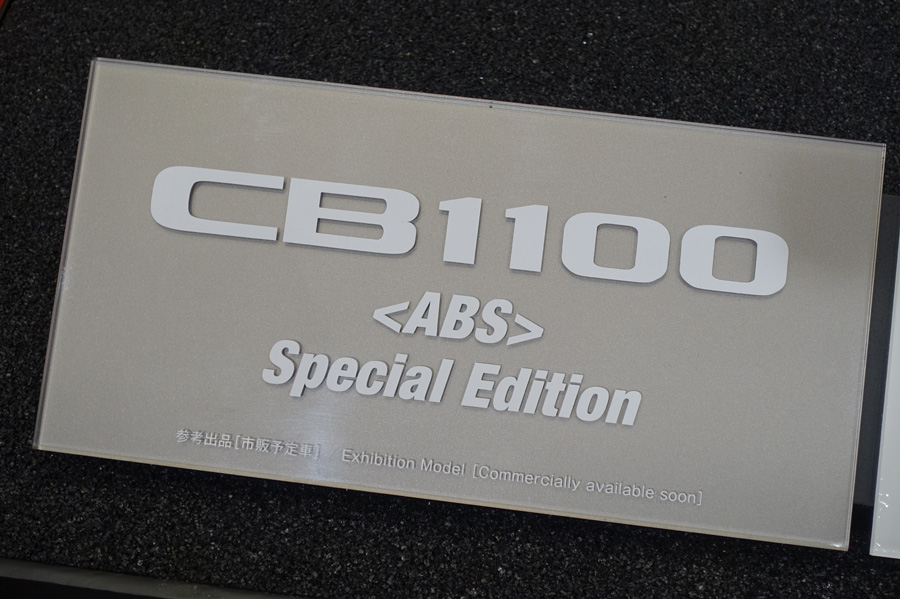 CB1100
<ABS>
Special Edition
参考出品[市販予定車] / Exhibition Model [Commercially available soon]